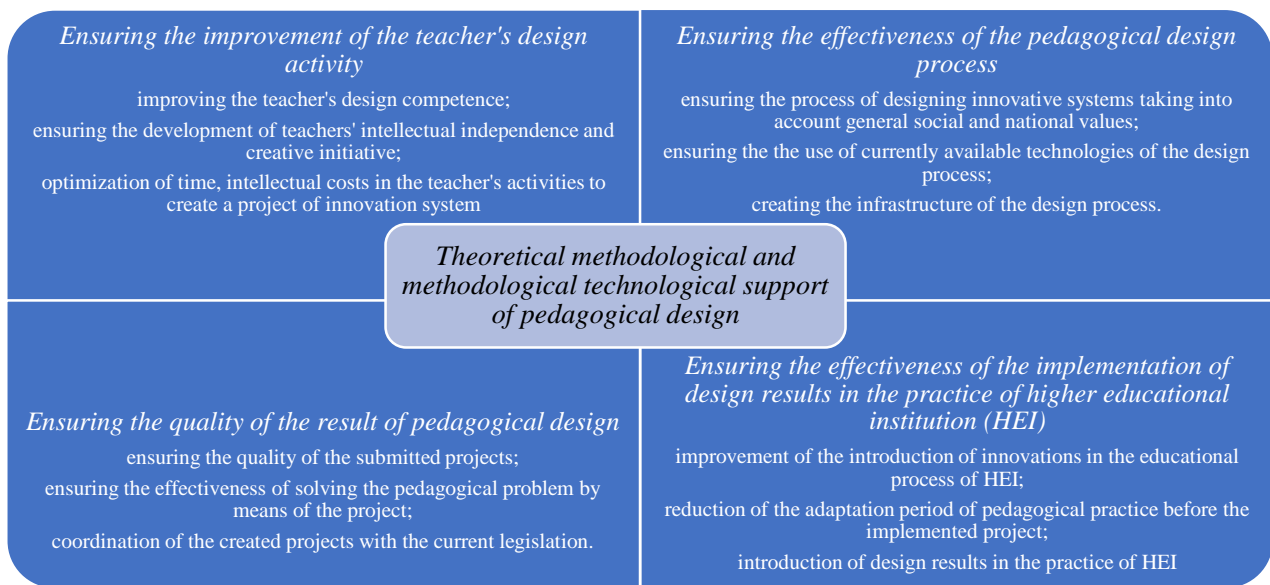 Ensuring the improvement of the teacher's design
activity
improving the teacher's design competence;
ensuring the development of teachers' intellectual independence and
creative initiative;
optimization of time, intellectual costs in the teacher's activities to
create a project of innovation system
Ensuring the effectiveness of the pedagogical design
process
ensuring the process of designing innovative systems taking into
account general social and national values;
ensuring the the use of currently available technologies of the design
process;
creating the infrastructure of the design process.
Theoretical methodological and
methodological technological support
of pedagogical design
Ensuring the quality of the result of pedagogical design
ensuring the quality of the submitted projects;
ensuring the effectiveness of solving the pedagogical problem by
means of the project;
coordination of the created projects with the current legislation.
Ensuring the effectiveness of the implementation of
design results in the practice of higher educational
institution (HEI)
improvement of the introduction of innovations in the educational
process of HEI;
reduction of the adaptation period of pedagogical practice before the
implemented project;
introduction of design results in the practice of HEI